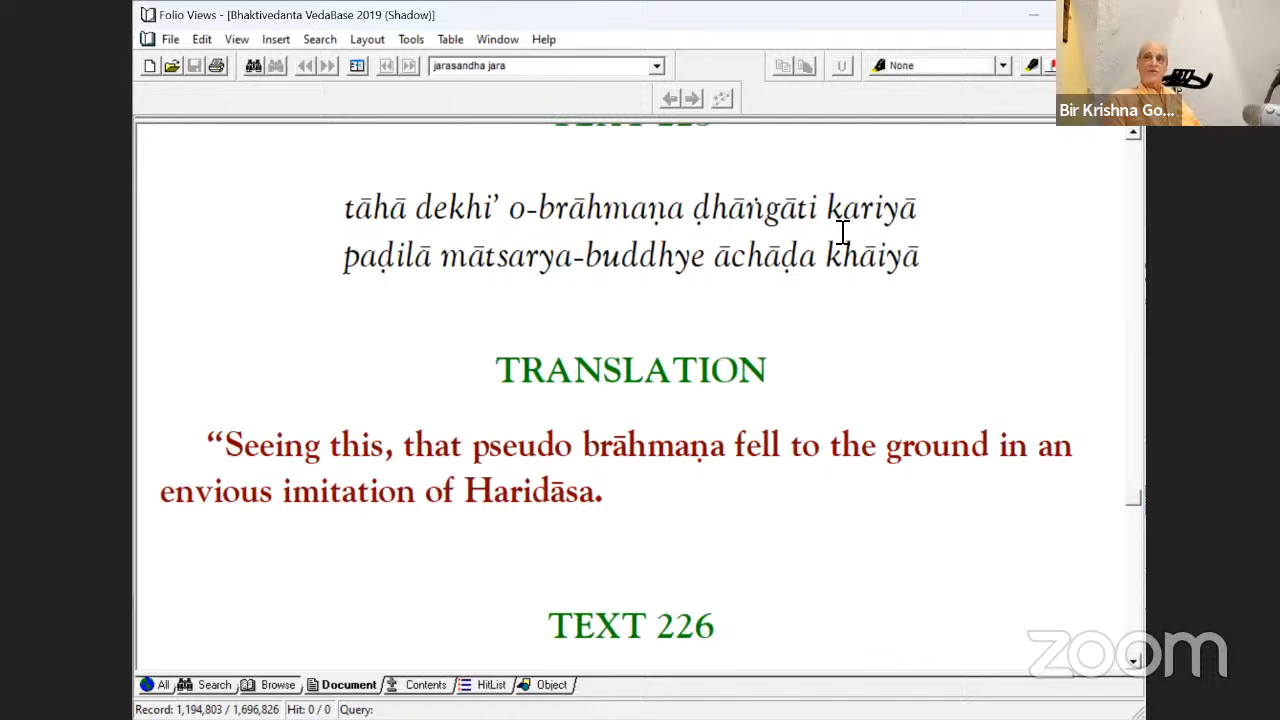 Folio Views - [Bhaktivedanta VedaBase 2019 (Shadow)]
File Edit View Insert Search Layout Tools Table Window Help
jarasandha jara
U
None
Bir Krishna Go...
tāhā dekhi’ o-brāhmaṇa ḍhāṅgāti kariyā
paḍilā mātsarya-buddhye āchāḍa khāiyā
TRANSLATION
“Seeing this, that pseudo brāhmaṇa fell to the ground in an
envious imitation of Haridāsa.
TEXT 226
zoom
All Search Browse Document Contents HitList Object
Record: 1,194,803 / 1,696,826 Hit: 0 / 0 Query: